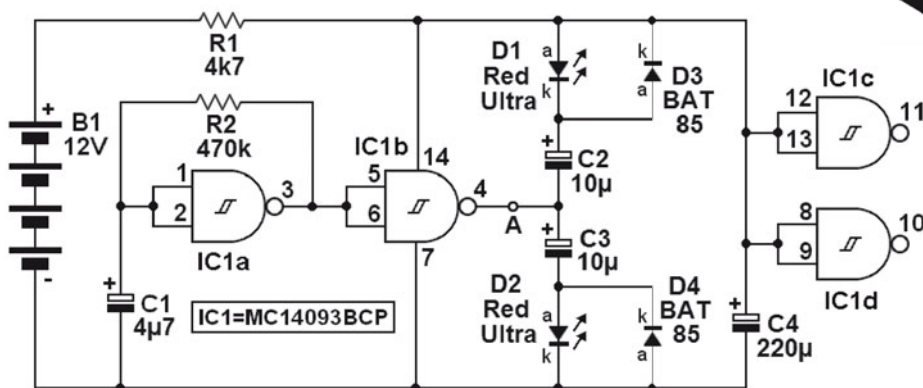 R1
4k7
+
B1
12V
-
R2
470k
1
2
3
IC1a
+
C1
4µ7
IC1=MC14093BCP
IC1b
14
5
6
4
7
A
D1
Red
Ultra
a
k
k
a
D3
BAT
85
+
C2
10µ
+
C3
10µ
D2
Red
Ultra
a
k
k
a
D4
BAT
85
+
C4
220µ
IC1c
12
13
11
8
9
10
IC1d